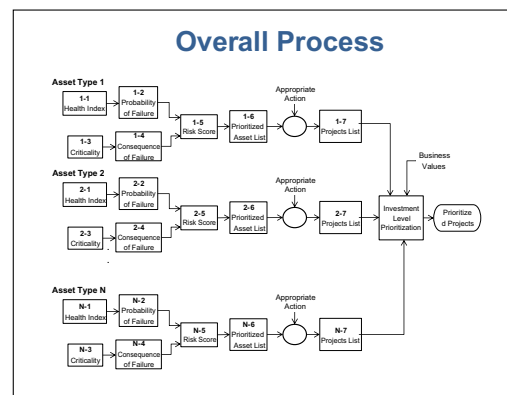 Overall Process
Asset Type 1
1-1
Health Index
1-2
Probability
of Failure
1-3
Criticality
1-4
Consequence
of Failure
1-5
Risk Score
1-6
Prioritized
Asset List
Appropriate
Action
1-7
Projects List
Asset Type 2
2-1
Health Index
2-2
Probability
of Failure
2-3
Criticality
2-4
Consequence
of Failure
2-5
Risk Score
2-6
Prioritized
Asset List
Appropriate
Action
2-7
Projects List
Business
Values
Investment
Level
Prioritization
Prioritize
d Projects
.
.
Asset Type N
N-1
Health Index
N-2
Probability
of Failure
N-3
Criticality
N-4
Consequence
of Failure
N-5
Risk Score
N-6
Prioritized
Asset List
Appropriate
Action
N-7
Projects List